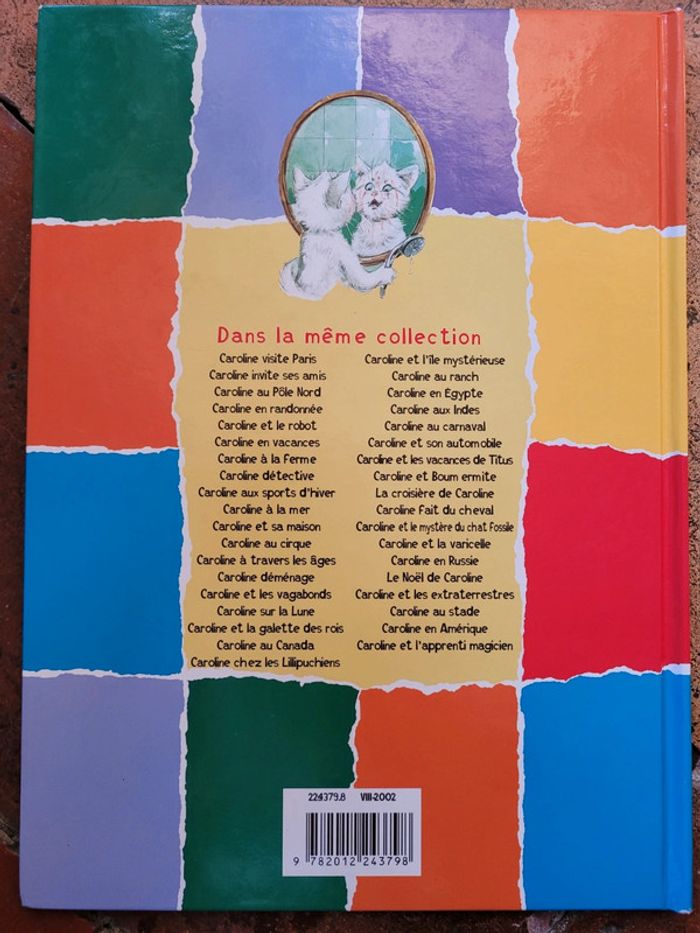 Dans la même collection
Caroline visite Paris
Caroline invite ses amis
Caroline au Pôle Nord
Caroline en randonnée
Caroline et le robot
Caroline en vacances
Caroline à la ferme
Caroline détective
Caroline aux sports d'hiver
Caroline à la mer
Caroline et sa maison
Caroline au cirque
Caroline à travers les âges
Caroline déménage
Caroline et les vagabonds
Caroline sur la Lune
Caroline et la galette des rois
Caroline au Canada
Caroline chez les Lillipuchiens
Caroline et l'île mystérieuse
Caroline au ranch
Caroline en Égypte
Caroline aux Indes
Caroline au carnaval
Caroline et son automobile
Caroline et les vacances de Titus
Caroline et Boum ermite
La croisière de Caroline
Caroline fait du cheval
Caroline et le mystère du chat fossile
Caroline et la varicelle
Caroline en Russie
Le Noël de Caroline
Caroline et les extraterrestres
Caroline au stade
Caroline en Amérique
Caroline et l'apprenti magicien
224379.8 VIII-2002
9 782012 243798